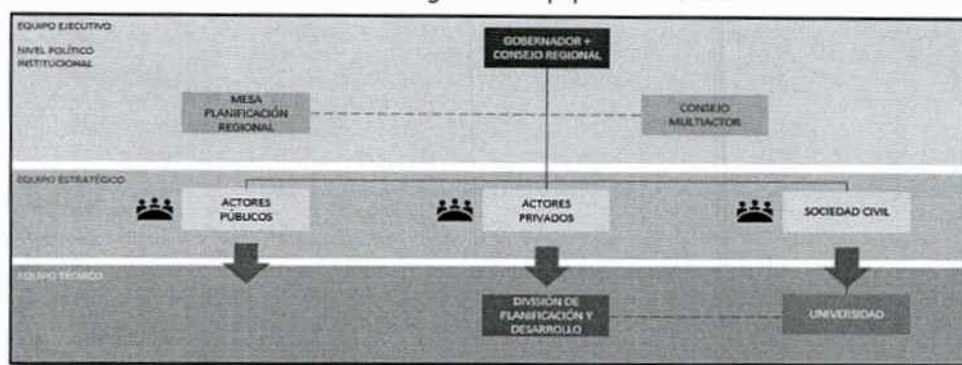 EQUIPO EJECUTIVO
NIVEL POLÍTICO
INSTITUCIONAL
GOBERNADOR +
CONSEJO REGIONAL
MESA
PLANIFICACIÓN
REGIONAL
CONSEJO
MULTIACTOR
EQUIPO ESTRATÉGICO
ACTORES
PÚBLICOS
ACTORES
PRIVADOS
SOCIEDAD CIVIL
EQUIPO TÉCNICO
DIVISIÓN DE
PLANIFICACIÓN Y
DESARROLLO
UNIVERSIDAD